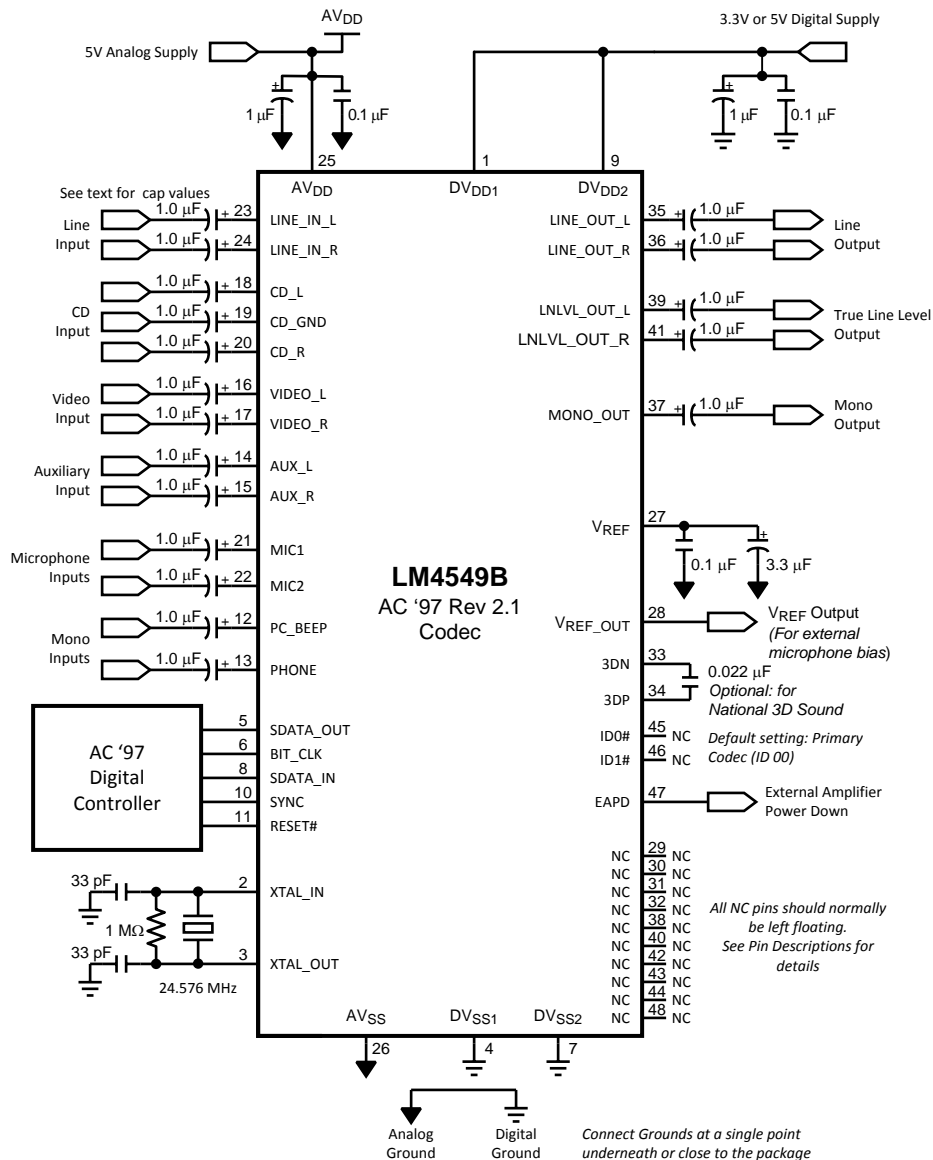 AVDD
5V Analog Supply
3.3V or 5V Digital Supply
+
1 μF
0.1 μF
+
1 μF
0.1 μF
25
1
9
AVDD
DVDD1
DVDD2
See text for cap values
Line
Input
1.0 μF + 23 LINE_IN_L
1.0 μF + 24 LINE_IN_R
CD
Input
1.0 μF + 18 CD_L
1.0 μF + 19 CD_GND
1.0 μF + 20 CD_R
Video
Input
1.0 μF + 16 VIDEO_L
1.0 μF + 17 VIDEO_R
Auxiliary
Input
1.0 μF + 14 AUX_L
1.0 μF + 15 AUX_R
Microphone
Inputs
1.0 μF + 21 MIC1
1.0 μF + 22 MIC2
Mono
Inputs
1.0 μF + 12 PC_BEEP
1.0 μF + 13 PHONE
AC '97
Digital
Controller
5 SDATA_OUT
6 BIT_CLK
8 SDATA_IN
10 SYNC
11 RESET#
33 pF
2 XTAL_IN
1 MΩ
33 pF
3 XTAL_OUT
24.576 MHz
LM4549B
AC '97 Rev 2.1
Codec
LINE_OUT_L 35 + 1.0 μF
LINE_OUT_R 36 + 1.0 μF
Line
Output
LNLVL_OUT_L 39 + 1.0 μF
LNLVL_OUT_R 41 + 1.0 μF
True Line Level
Output
MONO_OUT 37 + 1.0 μF
Mono
Output
VREF 27
0.1 μF
+
3.3 μF
VREF_OUT 28
VREF Output
(For external
microphone bias)
3DN 33
3DP 34
0.022 μF
Optional: for
National 3D Sound
ID0# 45 NC
ID1# 46 NC
Default setting: Primary
Codec (ID 00)
EAPD 47
External Amplifier
Power Down
NC 29 NC
NC 30 NC
NC 31 NC
NC 32 NC
NC 38 NC
NC 40 NC
NC 42 NC
NC 43 NC
NC 44 NC
NC 48 NC
All NC pins should normally
be left floating.
See Pin Descriptions for
details
AVSS
DVSS1
DVSS2
26
4
7
Analog
Ground
Digital
Ground
Connect Grounds at a single point
underneath or close to the package